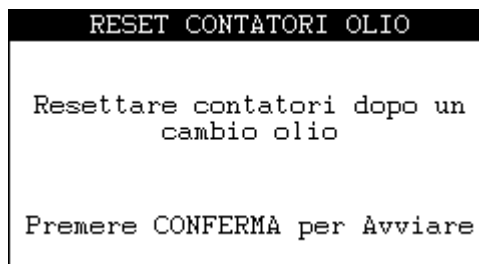 RESET CONTATORI OLIO
Resettare contatori dopo un
cambio olio
Premere CONFERMA per Avviare